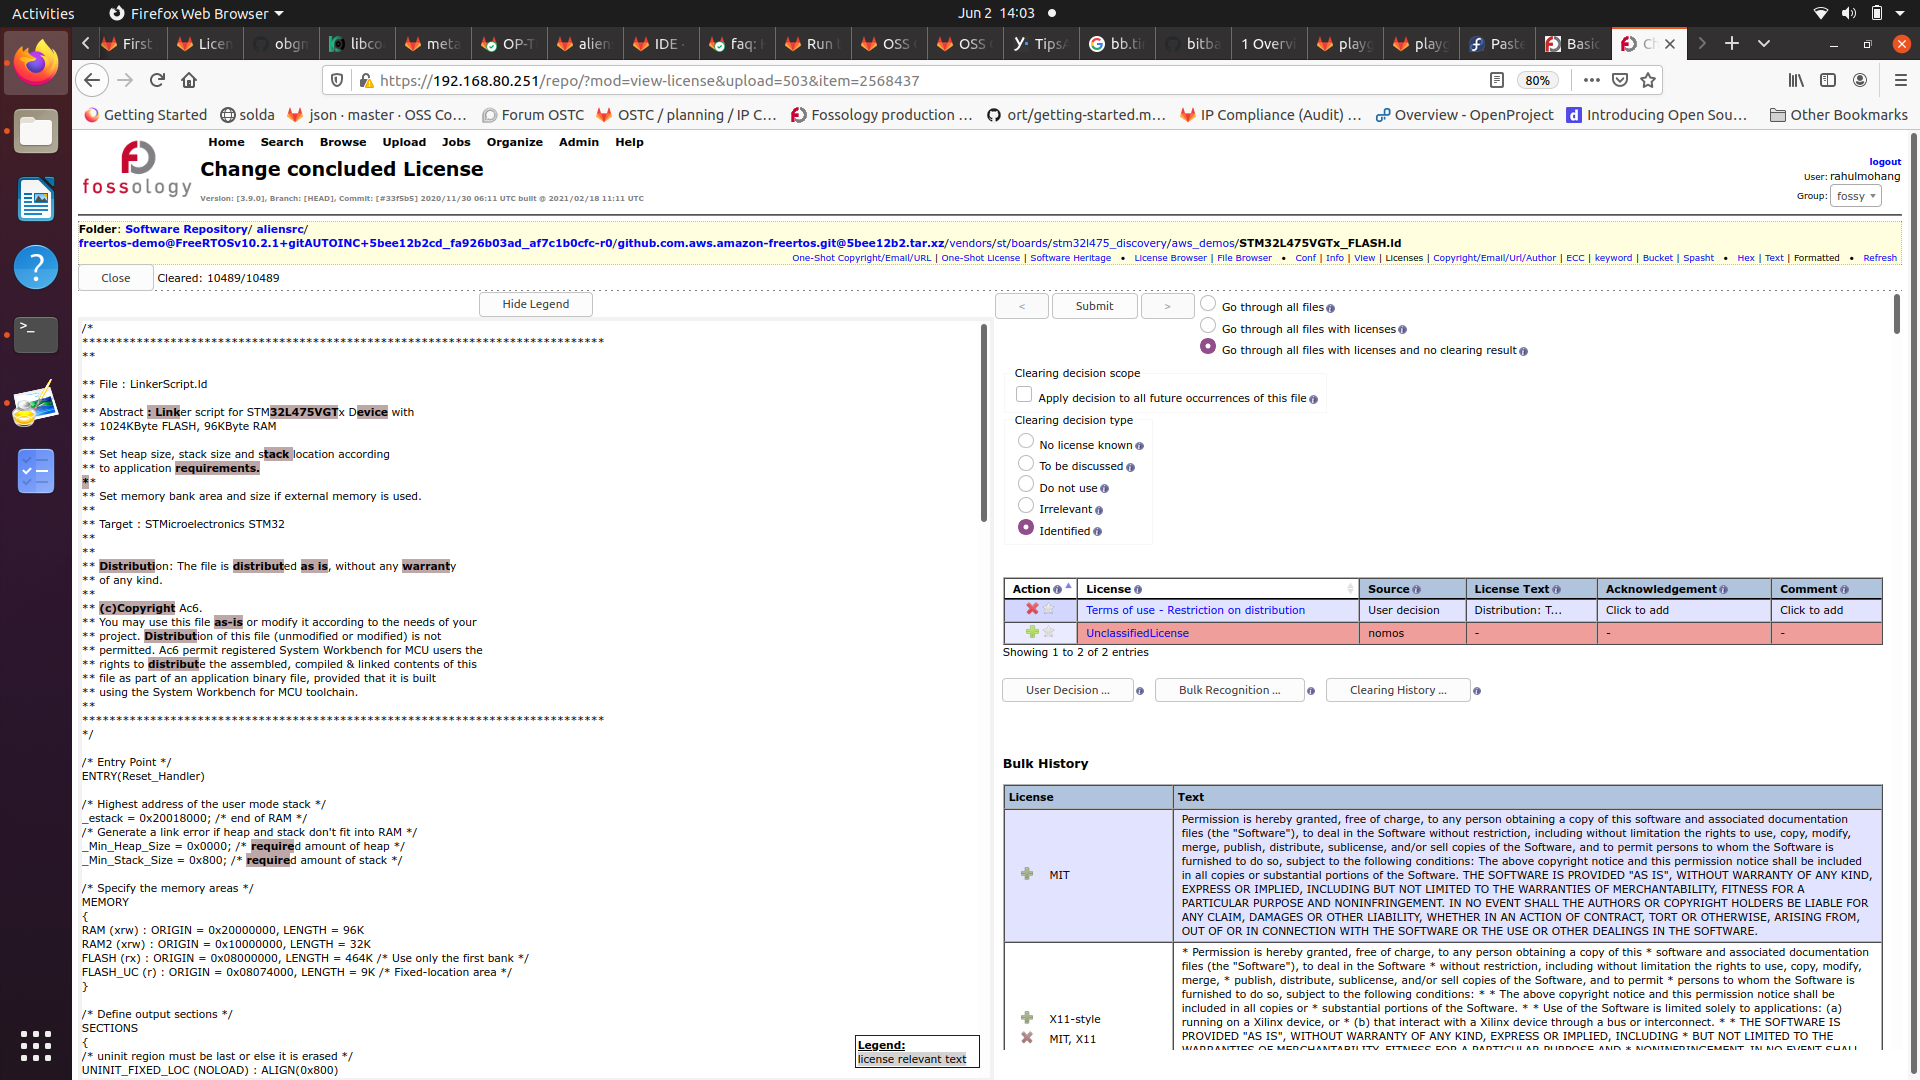 Activities
Firefox Web Browser
Jun 2 14:03
First
Licen
obgn
libco
meta
OP-T
alien
IDE
faq:
Run
OSS
OSS
TipsA
bb.ti
bitba
1 Overvi
playg
playg
Paste
Basic
https://192.168.80.251/repo/?mod=view-license&upload=503&item=2568437
80%
Getting Started
solda
json · master · OSS Co…
Forum OSTC
OSTC / planning / IP C…
Fossology production …
ort/getting-started.m…
IP Compliance (Audit) …
Overview - OpenProject
Introducing Open Sou…
Other Bookmarks
fossology
Home Search Browse Upload Jobs Organize Admin Help
Change concluded License
Version: [3.9.0], Branch: [HEAD], Commit: [#33f5b5] 2020/11/30 06:11 UTC built @ 2021/02/18 11:11 UTC
logout
User: rahulmohang
Group: fossy
Folder: Software Repository/ aliensrc/
freertos-demo@FreeRTOSv10.2.1+gitAUTOINC+5bee12b2cd_fa926b03ad_af7c1b0cfc-r0/github.com.aws.amazon-freertos.git@5bee12b2.tar.xz/vendors/st/boards/stm32l475_discovery/aws_demos/STM32L475VGTx_FLASH.ld
One-Shot Copyright/Email/URL | One-Shot License | Software Heritage • License Browser | File Browser • Conf | Info | View | Licenses | Copyright/Email/Url/Author | ECC | keyword | Bucket | Spasht • Hex | Text | Formatted • Refresh
Close
Cleared: 10489/10489
Hide Legend
/*
*****************************************************************************
**

** File : LinkerScript.ld
**
** Abstract : Linker script for STM32L475VGTx Device with
** 1024KByte FLASH, 96KByte RAM
**
** Set heap size, stack size and stack location according
** to application requirements.
**
** Set memory bank area and size if external memory is used.
**
** Target : STMicroelectronics STM32
**
**
** Distribution: The file is distributed as is, without any warranty
** of any kind.
**
** (c)Copyright Ac6.
** You may use this file as-is or modify it according to the needs of your
** project. Distribution of this file (unmodified or modified) is not
** permitted. Ac6 permit registered System Workbench for MCU users the
** rights to distribute the assembled, compiled & linked contents of this
** file as part of an application binary file, provided that it is built
** using the System Workbench for MCU toolchain.
**
*****************************************************************************
*/

/* Entry Point */
ENTRY(Reset_Handler)

/* Highest address of the user mode stack */
_estack = 0x20018000; /* end of RAM */
/* Generate a link error if heap and stack don't fit into RAM */
_Min_Heap_Size = 0x0000; /* required amount of heap */
_Min_Stack_Size = 0x800; /* required amount of stack */

/* Specify the memory areas */
MEMORY
{
RAM (xrw) : ORIGIN = 0x20000000, LENGTH = 96K
RAM2 (xrw) : ORIGIN = 0x10000000, LENGTH = 32K
FLASH (rx) : ORIGIN = 0x08000000, LENGTH = 464K /* Use only the first bank */
FLASH_UC (r) : ORIGIN = 0x08074000, LENGTH = 9K /* Fixed-location area */
}

/* Define output sections */
SECTIONS
{
/* uninit region must be last or else it is erased */
UNINIT_FIXED_LOC (NOLOAD) : ALIGN(0x800)
Legend:
license relevant text
<
Submit
>
Go through all files
Go through all files with licenses
Go through all files with licenses and no clearing result
Clearing decision scope
Apply decision to all future occurrences of this file
Clearing decision type
No license known
To be discussed
Do not use
Irrelevant
Identified
Action License Source License Text Acknowledgement Comment
Terms of use - Restriction on distribution User decision Distribution: T... Click to add Click to add
UnclassifiedLicense nomos - - -
Showing 1 to 2 of 2 entries
User Decision ...
Bulk Recognition ...
Clearing History ...
Bulk History
License Text
MIT
Permission is hereby granted, free of charge, to any person obtaining a copy of this software and associated documentation
files (the "Software"), to deal in the Software without restriction, including without limitation the rights to use, copy, modify,
merge, publish, distribute, sublicense, and/or sell copies of the Software, and to permit persons to whom the Software is
furnished to do so, subject to the following conditions: The above copyright notice and this permission notice shall be included
in all copies or substantial portions of the Software. THE SOFTWARE IS PROVIDED "AS IS", WITHOUT WARRANTY OF ANY KIND,
EXPRESS OR IMPLIED, INCLUDING BUT NOT LIMITED TO THE WARRANTIES OF MERCHANTABILITY, FITNESS FOR A
PARTICULAR PURPOSE AND NONINFRINGEMENT. IN NO EVENT SHALL THE AUTHORS OR COPYRIGHT HOLDERS BE LIABLE FOR
ANY CLAIM, DAMAGES OR OTHER LIABILITY, WHETHER IN AN ACTION OF CONTRACT, TORT OR OTHERWISE, ARISING FROM,
OUT OF OR IN CONNECTION WITH THE SOFTWARE OR THE USE OR OTHER DEALINGS IN THE SOFTWARE.
X11-style
MIT, X11
* Permission is hereby granted, free of charge, to any person obtaining a copy of this * software and associated documentation
files (the "Software"), to deal in the Software * without restriction, including without limitation the rights to use, copy, modify,
merge, * publish, distribute, sublicense, and/or sell copies of the Software, and to permit * persons to whom the Software is
furnished to do so, subject to the following conditions: * * The above copyright notice and this permission notice shall be
included in all copies or * substantial portions of the Software. * * Use of the Software is limited solely to applications: (a)
running on a Xilinx device, or * (b) that interact with a Xilinx device through a bus or interconnect. * * THE SOFTWARE IS
PROVIDED "AS IS", WITHOUT WARRANTY OF ANY KIND, EXPRESS OR IMPLIED, INCLUDING * BUT NOT LIMITED TO THE
WARRANTIES OF MERCHANTABILITY, FITNESS FOR A PARTICULAR PURPOSE AND * NONINFRINGEMENT. IN NO EVENT SHALL